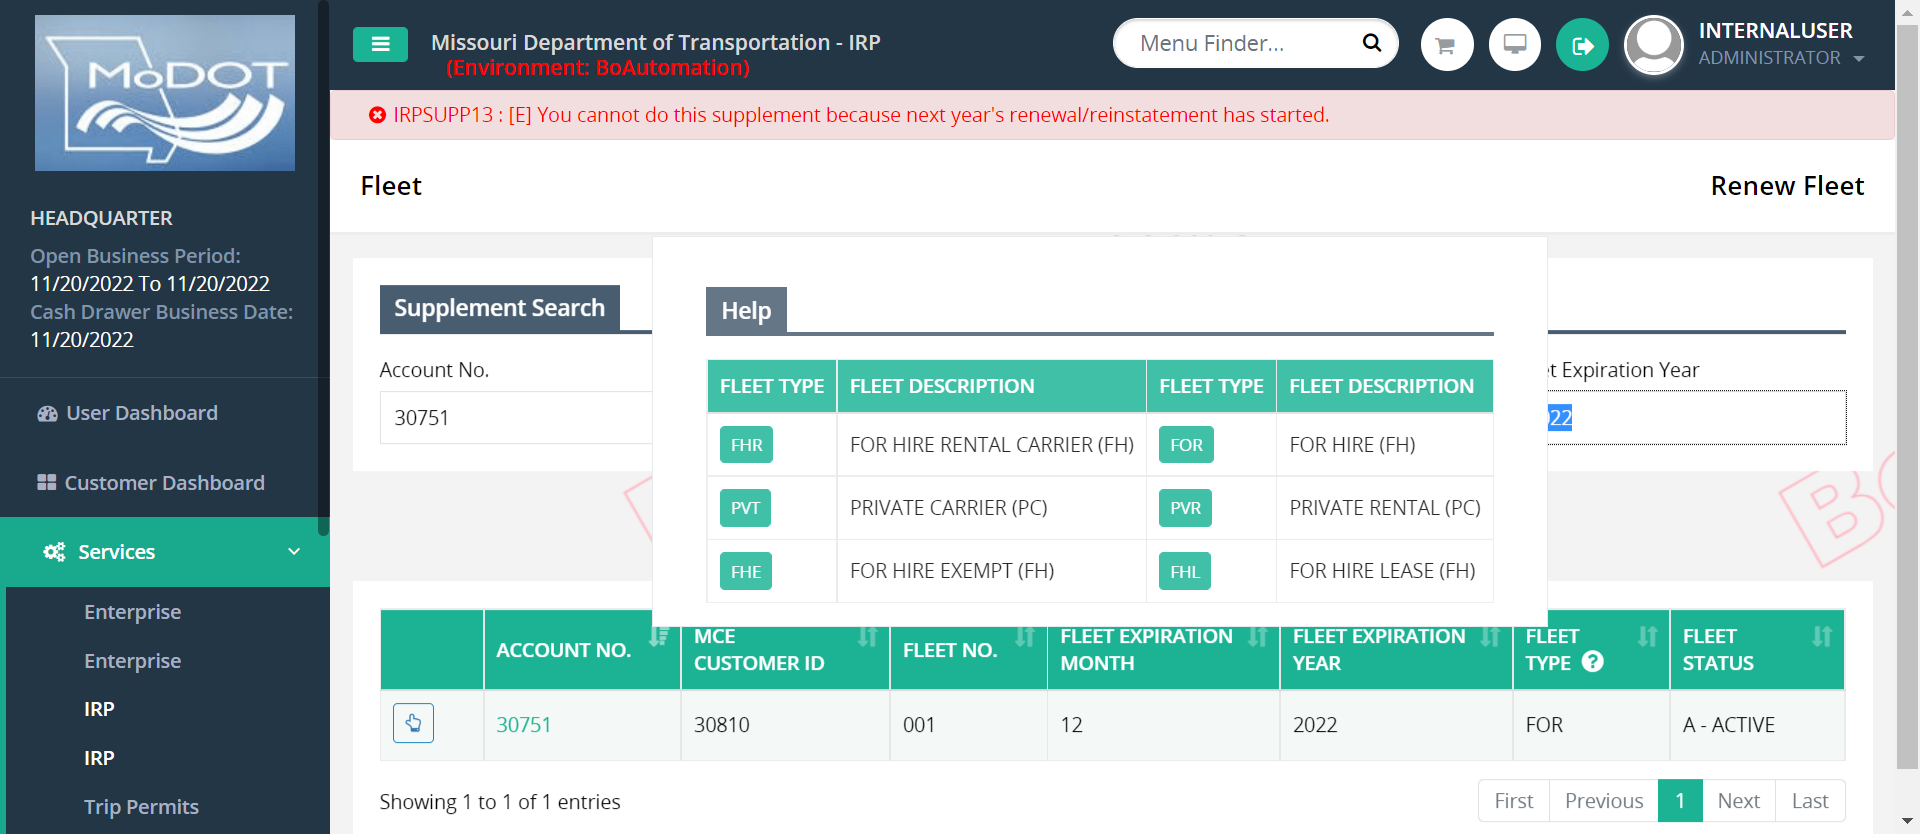 MoDOT
Missouri Department of Transportation - IRP
(Environment: BoAutomation)
Menu Finder...
INTERNALUSER
ADMINISTRATOR
IRPSUPP13 : [E] You cannot do this supplement because next year's renewal/reinstatement has started.
Fleet
Renew Fleet
HEADQUARTER
Open Business Period:
11/20/2022 To 11/20/2022
Cash Drawer Business Date:
11/20/2022
User Dashboard
Customer Dashboard
Services
Enterprise
Enterprise
IRP
IRP
Trip Permits
Supplement Search
Account No.
30751
Expiration Year
22
Help
FLEET TYPE FLEET DESCRIPTION FLEET TYPE FLEET DESCRIPTION
FHR FOR HIRE RENTAL CARRIER (FH) FOR FOR HIRE (FH)
PVT PRIVATE CARRIER (PC) PVR PRIVATE RENTAL (PC)
FHE FOR HIRE EXEMPT (FH) FHL FOR HIRE LEASE (FH)
ACCOUNT NO.
MCE
CUSTOMER ID
FLEET NO.
FLEET EXPIRATION
MONTH
FLEET EXPIRATION
YEAR
FLEET
TYPE ?
FLEET
STATUS
30751 30810 001 12 2022 FOR A - ACTIVE
Showing 1 to 1 of 1 entries
First Previous 1 Next Last